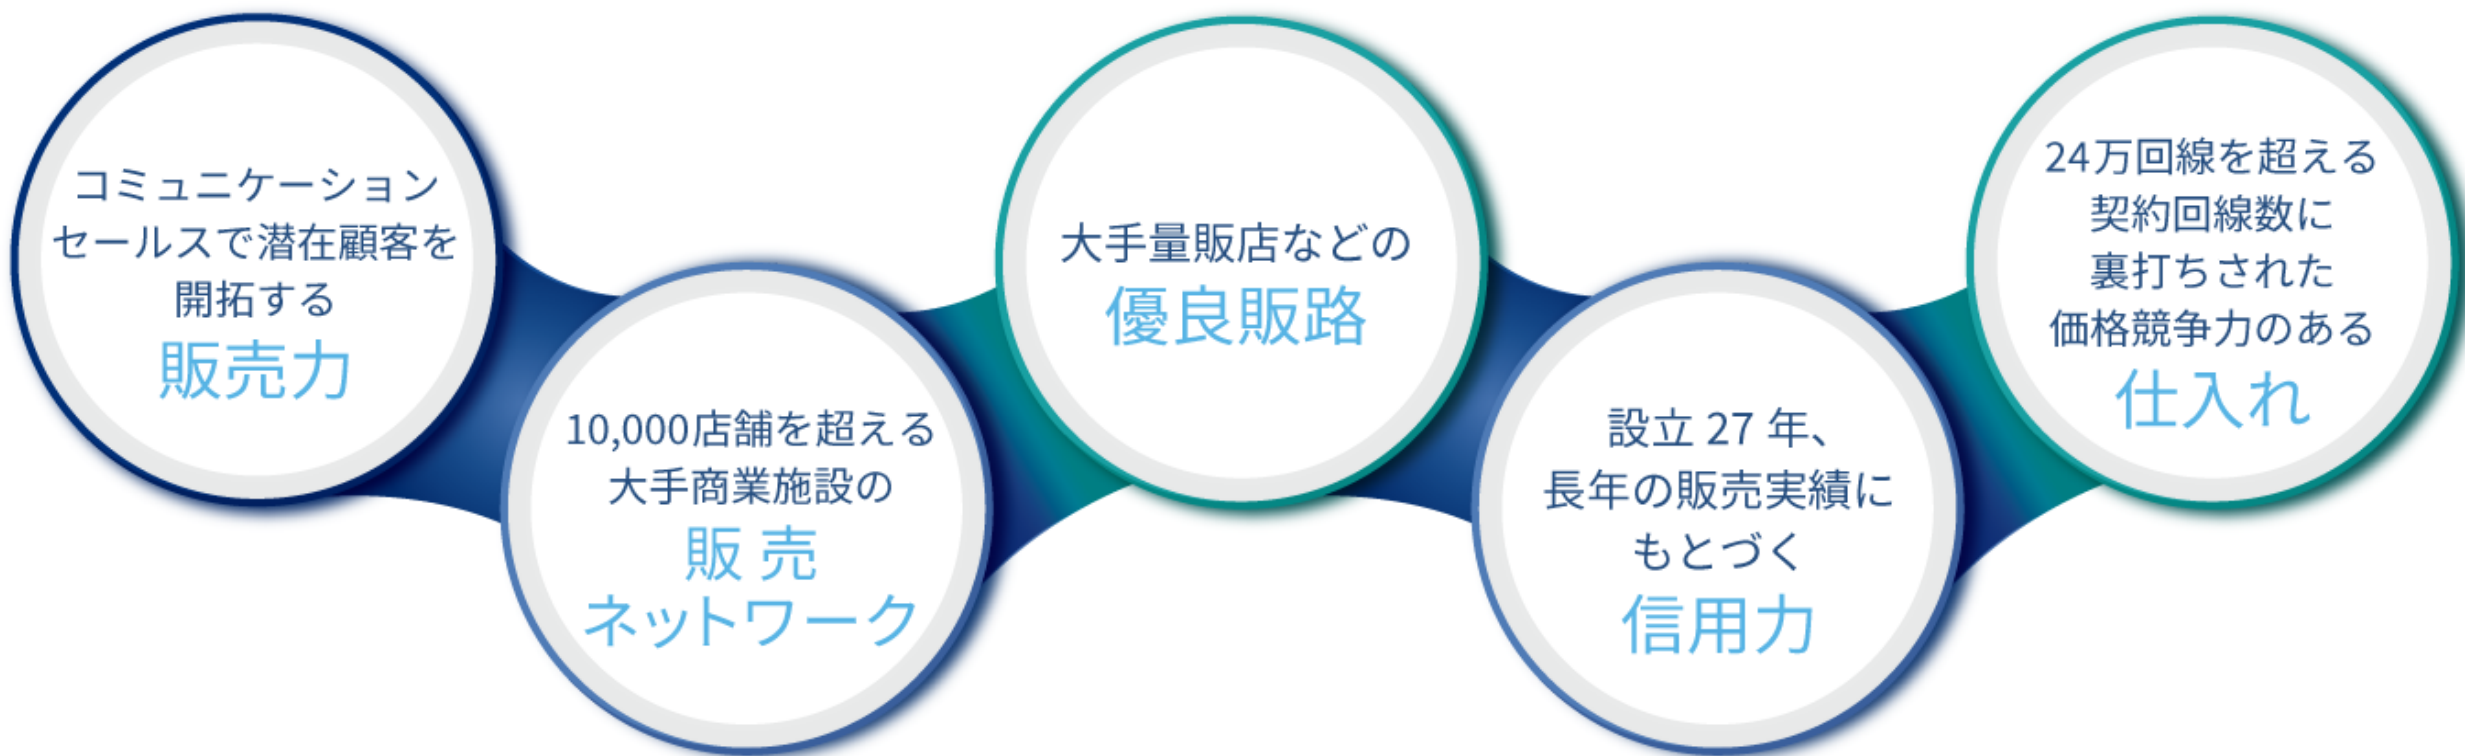 コミュニケーション
セールスで潜在顧客を
開拓する
販売力
10,000店舗を超える
大手商業施設の
販売
ネットワーク
大手量販店などの
優良販路
設立 27 年、
長年の販売実績に
もとづく
信用力
24万回線を超える
契約回線数に
裏打ちされた
価格競争力のある
仕入れ